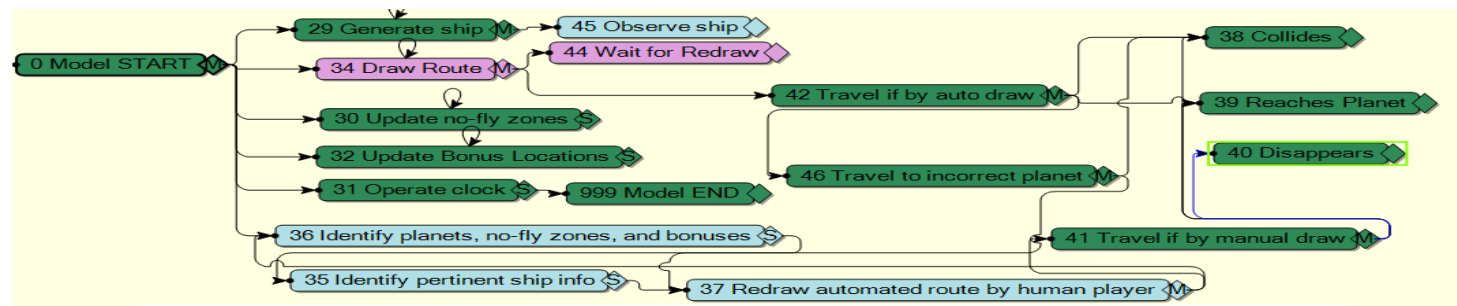 29 Generate ship M
45 Observe ship
38 Collides
44 Wait for Redraw
0 Model START M
34 Draw Route M
42 Travel if by auto draw M
39 Reaches Planet
30 Update no-fly zones S
32 Update Bonus Locations S
40 Disappears
46 Travel to incorrect planet M
31 Operate clock S
999 Model END
36 Identify planets, no-fly zones, and bonuses S
41 Travel if by manual draw M
35 Identify pertinent ship info S
37 Redraw automated route by human player M